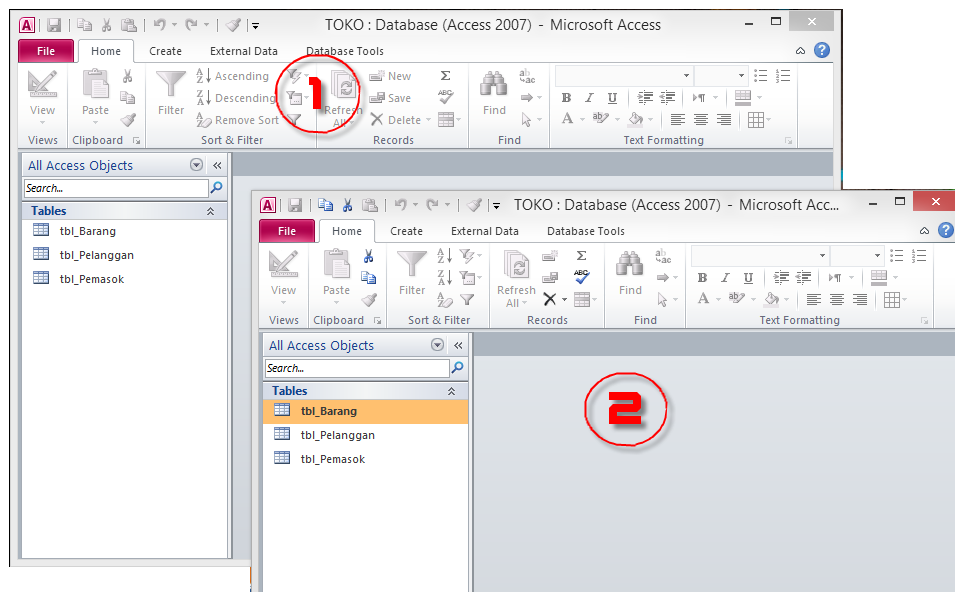 TOKO : Database (Access 2007) - Microsoft Access
File Home Create External Data Database Tools
Ascending New
View Paste Filter Descending Refresh All Save Find
Remove Sort Delete
Views Clipboard Sort & Filter Records Find Text Formatting
1
All Access Objects
Search...
Tables
tbl_Barang
tbl_Pelanggan
tbl_Pemasok
TOKO : Database (Access 2007) - Microsoft Acc...
File Home Create External Data Database Tools
View Paste Filter Refresh All Find
Views Clipboard Sort & Filter Records Find Text Formatting
All Access Objects
Search...
Tables
tbl_Barang
tbl_Pelanggan
tbl_Pemasok
2